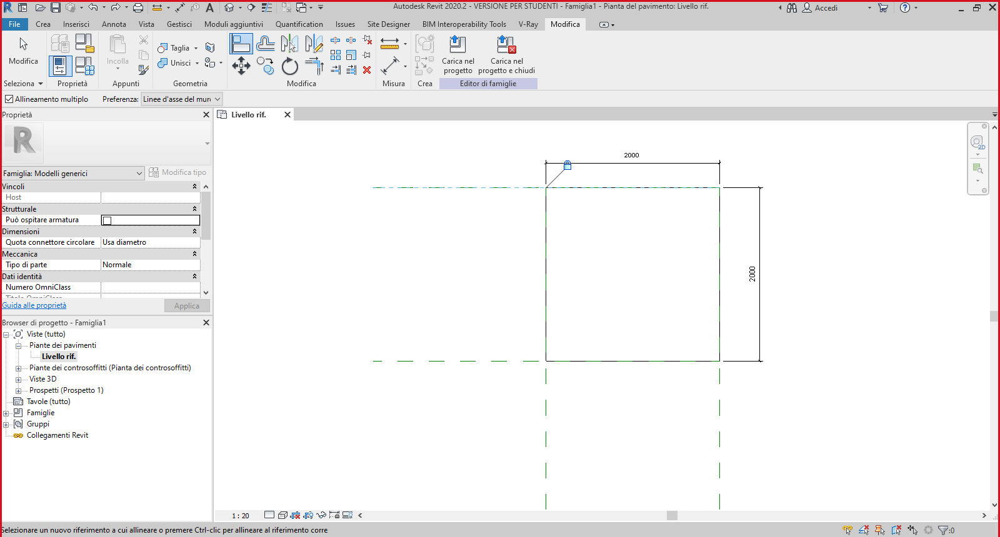 Autodesk Revit 2020.2 - VERSIONE PER STUDENTI - Famiglia1 - Pianta del pavimento: Livello rif.
Accedi
File Crea Inserisci Annota Vista Gestisci Moduli aggiuntivi Quantification Issues Site Designer BIM Interoperability Tools V-Ray Modifica
Modifica
Incolla
Taglia
Unisci
Carica nel progetto
Carica nel progetto e chiudi
Seleziona Proprietà Appunti Geometria Modifica Misura Crea Editor di famiglie
Allineamento multiplo Preferenza: Linee d'asse del mur
Proprietà
Livello rif.
R
Famiglia: Modelli generici
Modifica tipo
Vincoli
Host
Strutturale
Può ospitare armatura
Dimensioni
Quota connettore circolare Usa diametro
Meccanica
Tipo di parte Normale
Dati identità
Numero OmniClass
Titolo OmniClass
Guida alle proprietà
Applica
Browser di progetto - Famiglia1
Viste (tutto)
Piante dei pavimenti
Livello rif.
Piante dei controsoffitti (Pianta dei controsoffitti)
Viste 3D
Prospetti (Prospetto 1)
Tavole (tutto)
Famiglie
Gruppi
Collegamenti Revit
2000
2000
2D
1 : 20
Selezionare un nuovo riferimento a cui allineare o premere Ctrl-clic per allineare al riferimento corre
:0